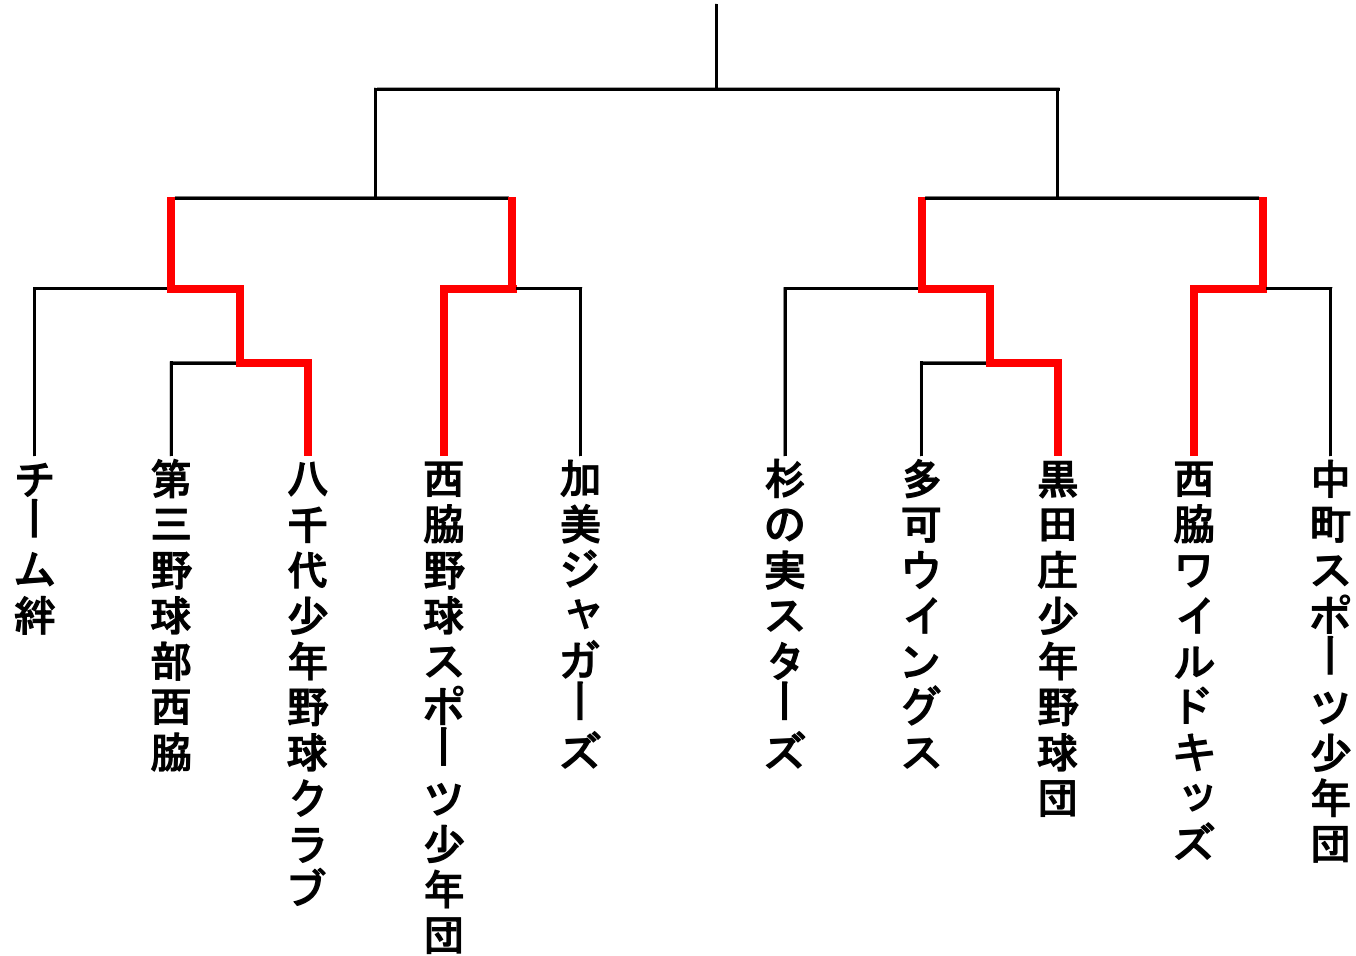 チーム絆
第三野球部西脇
八千代少年野球クラブ
西脇野球スポーツ少年団
加美ジャガーズ
杉の実スターズ
多可ウイングス
黒田庄少年野球団
西脇ワイルドキッズ
中町スポーツ少年団